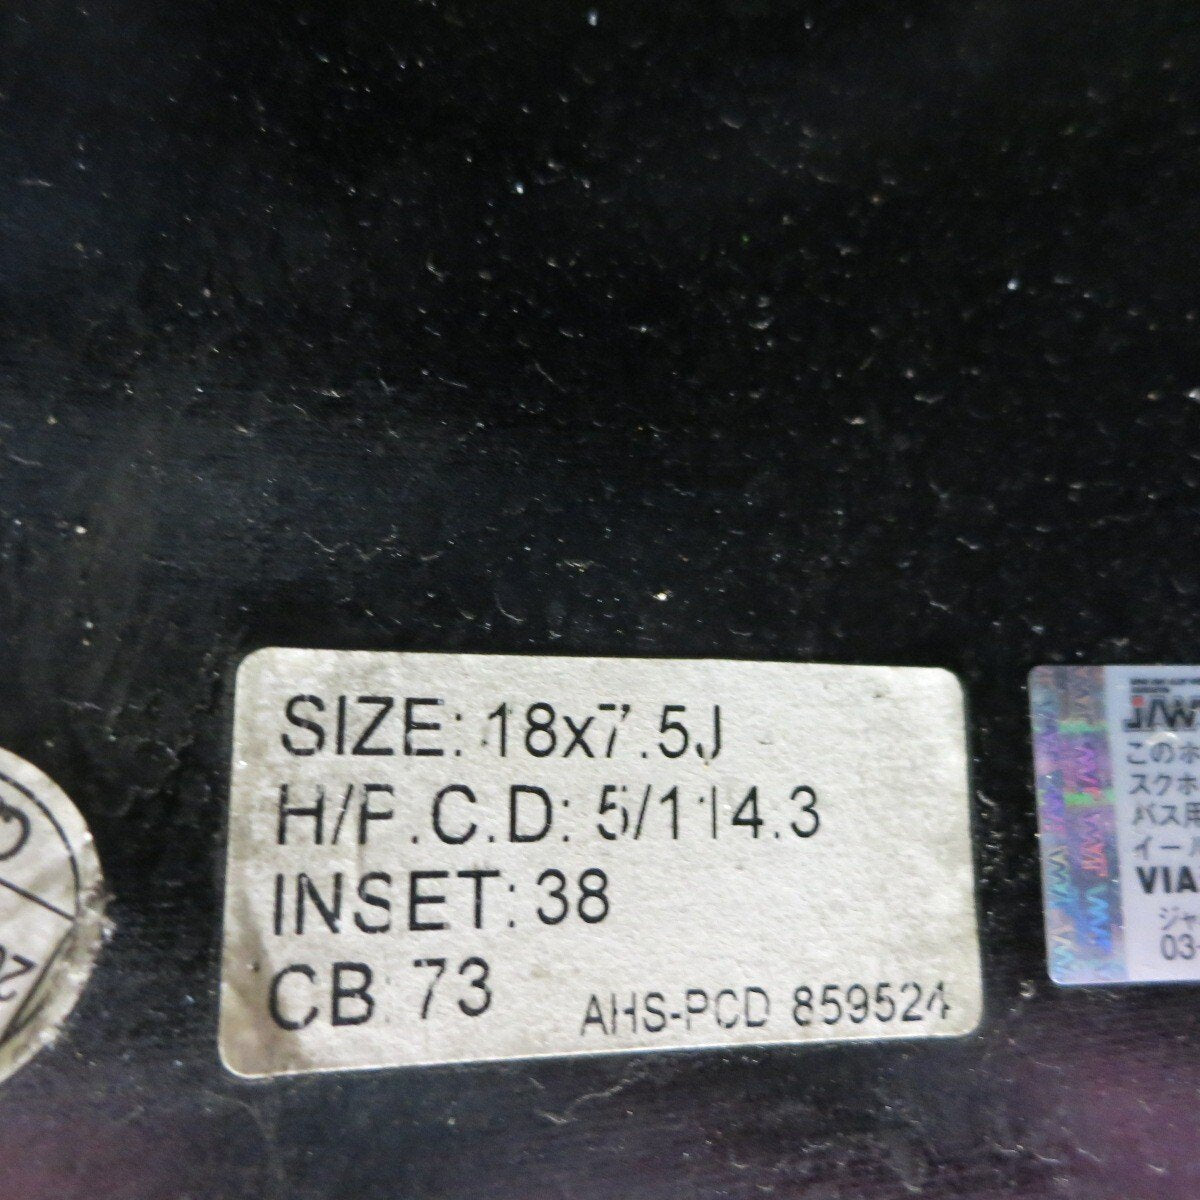 SIZE: 18x7.5J
H/P.C.D: 5/114.3
INSET: 38
CB: 73
AHS-PCD 859524
このホ
スクホ
バス用
イー
VIA
ジャ
03